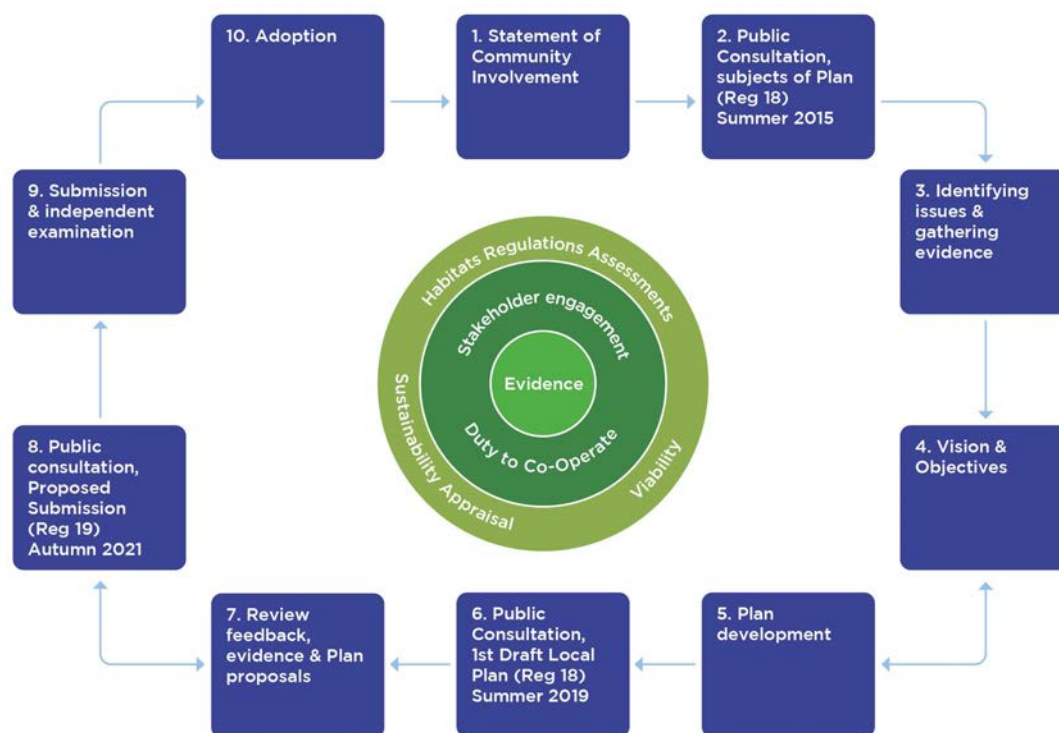 10. Adoption
1. Statement of
Community
Involvement
2. Public
Consultation,
subjects of Plan
(Reg 18)
Summer 2015
3. Identifying
issues &
gathering
evidence
4. Vision &
Objectives
5. Plan
development
6. Public
Consultation,
1st Draft Local
Plan (Reg 18)
Summer 2019
7. Review
feedback,
evidence & Plan
proposals
8. Public
consultation,
Proposed
Submission
(Reg 19)
Autumn 2021
9. Submission
& independent
examination
Habitats Regulations Assessments
Stakeholder engagement
Evidence
Duty to Co-Operate
Sustainability Appraisal
Viability